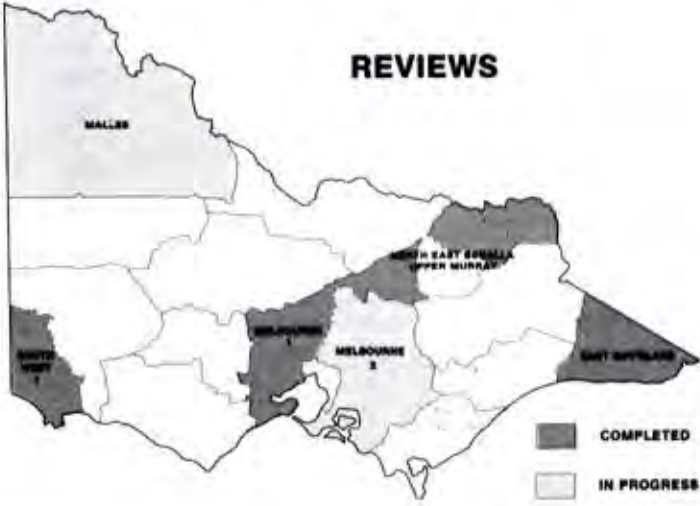 REVIEWS
MALLEE
NORTH EAST BENALLA
UPPER MURRAY
MELBOURNE
1
MELBOURNE
2
SOUTH
WEST
1
EAST GIPPSLAND
COMPLETED
IN PROGRESS